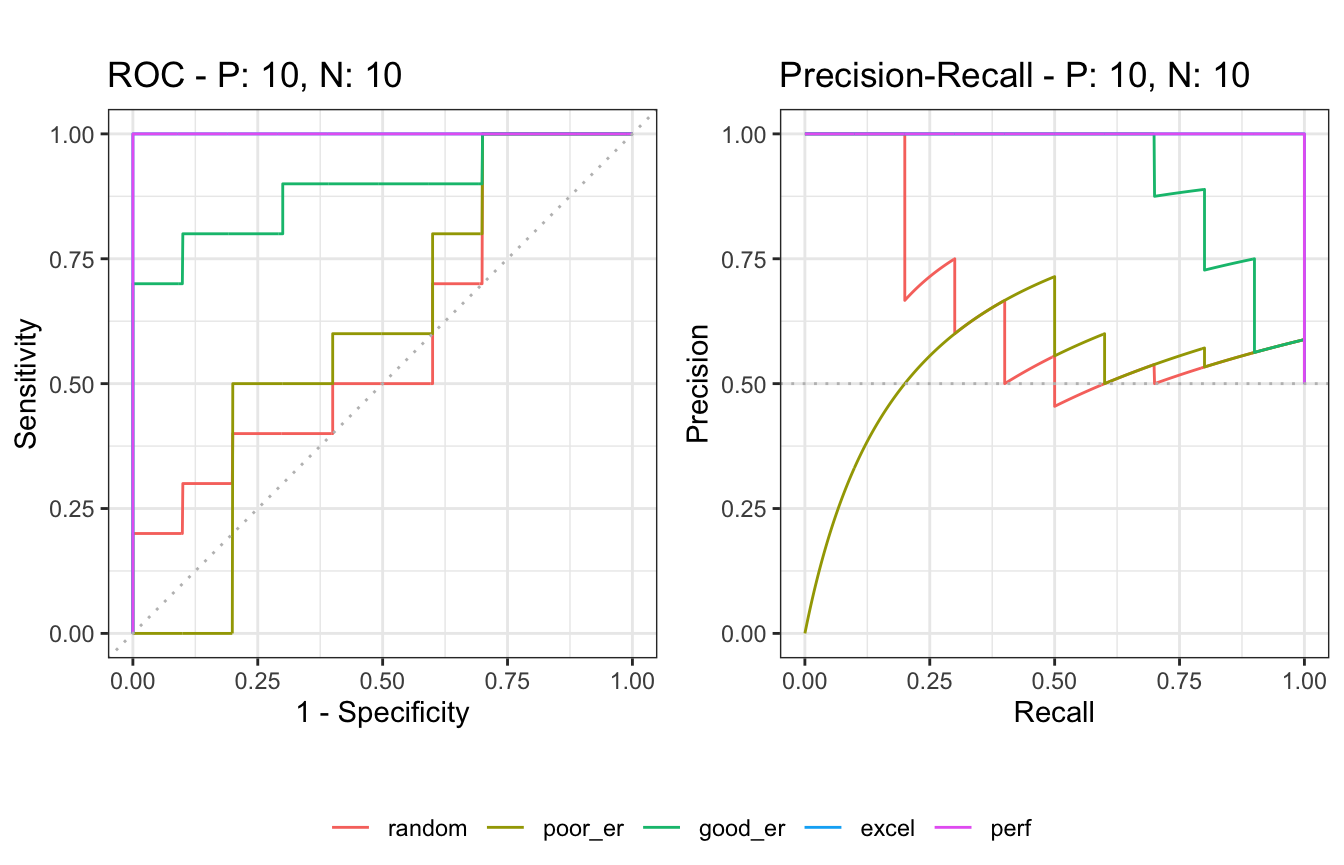 ROC - P: 10, N: 10
1.00
0.75
0.50
0.25
0.00
Sensitivity
0.00 0.25 0.50 0.75 1.00
1 - Specificity
Precision-Recall - P: 10, N: 10
1.00
0.75
0.50
0.25
0.00
Precision
0.00 0.25 0.50 0.75 1.00
Recall
random poor_er good_er excel perf